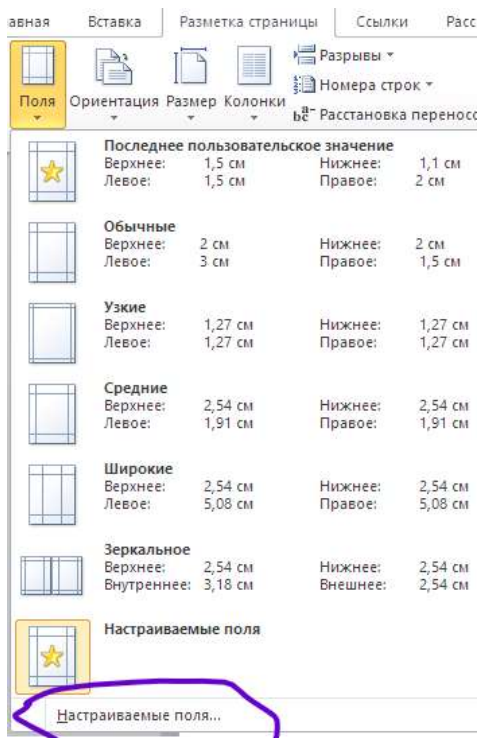 авная Вставка Разметка страницы Ссылки Расс
Разрывы
Номера строк
Поля Ориентация Размер Колонки
Расстановка переносо
Последнее пользовательское значение
Верхнее: 1,5 см Нижнее: 1,1 см
Левое: 1,5 см Правое: 2 см
Обычные
Верхнее: 2 см Нижнее: 2 см
Левое: 3 см Правое: 1,5 см
Узкие
Верхнее: 1,27 см Нижнее: 1,27 см
Левое: 1,27 см Правое: 1,27 см
Средние
Верхнее: 2,54 см Нижнее: 2,54 см
Левое: 1,91 см Правое: 1,91 см
Широкие
Верхнее: 2,54 см Нижнее: 2,54 см
Левое: 5,08 см Правое: 5,08 см
Зеркальное
Верхнее: 2,54 см Нижнее: 2,54 см
Внутреннее: 3,18 см Внешнее: 2,54 см
Настраиваемые поля
Настраиваемые поля...